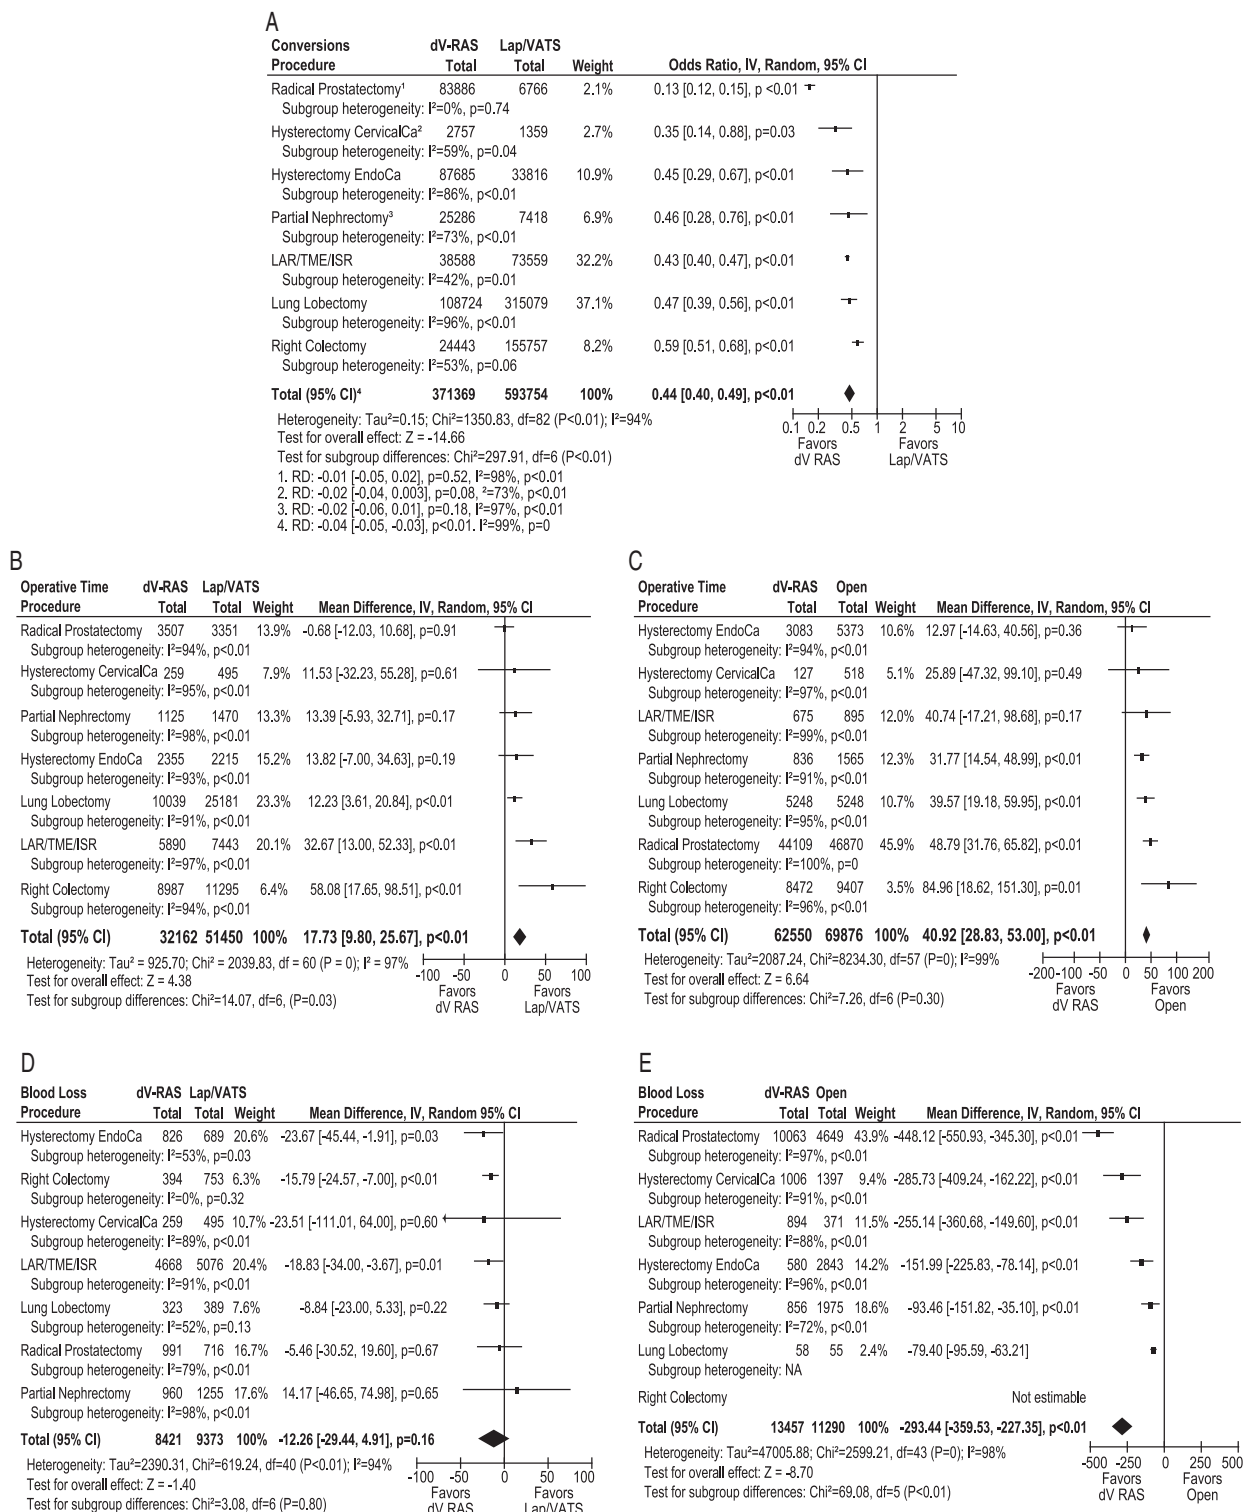 A
Conversions dV-RAS Lap/VATS
Procedure Total Total Weight Odds Ratio, IV, Random, 95% CI
Radical Prostatectomy¹ 83886 6766 2.1% 0.13 [0.12, 0.15], p <0.01
Subgroup heterogeneity: I²=0%, p=0.74
Hysterectomy CervicalCa² 2757 1359 2.7% 0.35 [0.14, 0.88], p=0.03
Subgroup heterogeneity: I²=59%, p=0.04
Hysterectomy EndoCa 87685 33816 10.9% 0.45 [0.29, 0.67], p<0.01
Subgroup heterogeneity: I²=86%, p<0.01
Partial Nephrectomy³ 25286 7418 6.9% 0.46 [0.28, 0.76], p<0.01
Subgroup heterogeneity: I²=73%, p<0.01
LAR/TME/ISR 38588 73559 32.2% 0.43 [0.40, 0.47], p<0.01
Subgroup heterogeneity: I²=42%, p=0.01
Lung Lobectomy 108724 315079 37.1% 0.47 [0.39, 0.56], p<0.01
Subgroup heterogeneity: I²=96%, p<0.01
Right Colectomy 24443 155757 8.2% 0.59 [0.51, 0.68], p<0.01
Subgroup heterogeneity: I²=53%, p=0.06
Total (95% CI)⁴ 371369 593754 100% 0.44 [0.40, 0.49], p<0.01
Heterogeneity: Tau²=0.15; Chi²=1350.83, df=82 (P<0.01); I²=94%
Test for overall effect: Z = -14.66
Test for subgroup differences: Chi²=297.91, df=6 (P<0.01)
0.1 0.2 0.5 1 2 5 10
Favors Favors
dV RAS Lap/VATS
1. RD: -0.01 [-0.05, 0.02], p=0.52, I²=98%, p<0.01
2. RD: -0.02 [-0.04, 0.003], p=0.08, ²=73%, p<0.01
3. RD: -0.02 [-0.06, 0.01], p=0.18, I²=97%, p<0.01
4. RD: -0.04 [-0.05, -0.03], p<0.01. I²=99%, p=0
B
Operative Time dV-RAS Lap/VATS
Procedure Total Total Weight Mean Difference, IV, Random, 95% CI
Radical Prostatectomy 3507 3351 13.9% -0.68 [-12.03, 10.68], p=0.91
Subgroup heterogeneity: I²=94%, p<0.01
Hysterectomy CervicalCa 259 495 7.9% 11.53 [-32.23, 55.28], p=0.61
Subgroup heterogeneity: I²=95%, p<0.01
Partial Nephrectomy 1125 1470 13.3% 13.39 [-5.93, 32.71], p=0.17
Subgroup heterogeneity: I²=98%, p<0.01
Hysterectomy EndoCa 2355 2215 15.2% 13.82 [-7.00, 34.63], p=0.19
Subgroup heterogeneity: I²=93%, p<0.01
Lung Lobectomy 10039 25181 23.3% 12.23 [3.61, 20.84], p<0.01
Subgroup heterogeneity: I²=91%, p<0.01
LAR/TME/ISR 5890 7443 20.1% 32.67 [13.00, 52.33], p<0.01
Subgroup heterogeneity: I²=97%, p<0.01
Right Colectomy 8987 11295 6.4% 58.08 [17.65, 98.51], p<0.01
Subgroup heterogeneity: I²=94%, p<0.01
Total (95% CI) 32162 51450 100% 17.73 [9.80, 25.67], p<0.01
Heterogeneity: Tau² = 925.70; Chi² = 2039.83, df = 60 (P = 0); I² = 97%
Test for overall effect: Z = 4.38
Test for subgroup differences: Chi²=14.07, df=6, (P=0.03)
-100 -50 0 50 100
Favors Favors
dV RAS Lap/VATS
C
Operative Time dV-RAS Open
Procedure Total Total Weight Mean Difference, IV, Random, 95% CI
Hysterectomy EndoCa 3083 5373 10.6% 12.97 [-14.63, 40.56], p=0.36
Subgroup heterogeneity: I²=94%, p<0.01
Hysterectomy CervicalCa 127 518 5.1% 25.89 [-47.32, 99.10], p=0.49
Subgroup heterogeneity: I²=97%, p<0.01
LAR/TME/ISR 675 895 12.0% 40.74 [-17.21, 98.68], p=0.17
Subgroup heterogeneity: I²=99%, p<0.01
Partial Nephrectomy 836 1565 12.3% 31.77 [14.54, 48.99], p<0.01
Subgroup heterogeneity: I²=91%, p<0.01
Lung Lobectomy 5248 5248 10.7% 39.57 [19.18, 59.95], p<0.01
Subgroup heterogeneity: I²=95%, p<0.01
Radical Prostatectomy 44109 46870 45.9% 48.79 [31.76, 65.82], p<0.01
Subgroup heterogeneity: I²=100%, p=0
Right Colectomy 8472 9407 3.5% 84.96 [18.62, 151.30], p=0.01
Subgroup heterogeneity: I²=96%, p<0.01
Total (95% CI) 62550 69876 100% 40.92 [28.83, 53.00], p<0.01
Heterogeneity: Tau²=2087.24, Chi²=8234.30, df=57 (P=0); I²=99%
Test for overall effect: Z = 6.64
Test for subgroup differences: Chi²=7.26, df=6 (P=0.30)
-200 -100 -50 0 50 100 200
Favors Favors
dV RAS Open
D
Blood Loss dV-RAS Lap/VATS
Procedure Total Total Weight Mean Difference, IV, Random 95% CI
Hysterectomy EndoCa 826 689 20.6% -23.67 [-45.44, -1.91], p=0.03
Subgroup heterogeneity: I²=53%, p=0.03
Right Colectomy 394 753 6.3% -15.79 [-24.57, -7.00], p<0.01
Subgroup heterogeneity: I²=0%, p=0.32
Hysterectomy CervicalCa 259 495 10.7% -23.51 [-111.01, 64.00], p=0.60
Subgroup heterogeneity: I²=89%, p<0.01
LAR/TME/ISR 4668 5076 20.4% -18.83 [-34.00, -3.67], p=0.01
Subgroup heterogeneity: I²=91%, p<0.01
Lung Lobectomy 323 389 7.6% -8.84 [-23.00, 5.33], p=0.22
Subgroup heterogeneity: I²=52%, p=0.13
Radical Prostatectomy 991 716 16.7% -5.46 [-30.52, 19.60], p=0.67
Subgroup heterogeneity: I²=79%, p<0.01
Partial Nephrectomy 960 1255 17.6% 14.17 [-46.65, 74.98], p=0.65
Subgroup heterogeneity: I²=98%, p<0.01
Total (95% CI) 8421 9373 100% -12.26 [-29.44, 4.91], p=0.16
Heterogeneity: Tau²=2390.31, Chi²=619.24, df=40 (P<0.01); I²=94%
Test for overall effect: Z = -1.40
Test for subgroup differences: Chi²=3.08, df=6 (P=0.80)
-100 -50 0 50 100
Favors Favors
dV RAS Lap/VATS
E
Blood Loss dV-RAS Open
Procedure Total Total Weight Mean Difference, IV, Random, 95% CI
Radical Prostatectomy 10063 4649 43.9% -448.12 [-550.93, -345.30], p<0.01
Subgroup heterogeneity: I²=97%, p<0.01
Hysterectomy CervicalCa 1006 1397 9.4% -285.73 [-409.24, -162.22], p<0.01
Subgroup heterogeneity: I²=91%, p<0.01
LAR/TME/ISR 894 371 11.5% -255.14 [-360.68, -149.60], p<0.01
Subgroup heterogeneity: I²=88%, p<0.01
Hysterectomy EndoCa 580 2843 14.2% -151.99 [-225.83, -78.14], p<0.01
Subgroup heterogeneity: I²=96%, p<0.01
Partial Nephrectomy 856 1975 18.6% -93.46 [-151.82, -35.10], p<0.01
Subgroup heterogeneity: I²=72%, p<0.01
Lung Lobectomy 58 55 2.4% -79.40 [-95.59, -63.21]
Subgroup heterogeneity: NA
Right Colectomy Not estimable
Total (95% CI) 13457 11290 100% -293.44 [-359.53, -227.35], p<0.01
Heterogeneity: Tau²=47005.88; Chi²=2599.21, df=43 (P=0); I²=98%
Test for overall effect: Z = -8.70
Test for subgroup differences: Chi²=69.08, df=5 (P<0.01)
-500 -250 0 250 500
Favors Favors
dV RAS Open